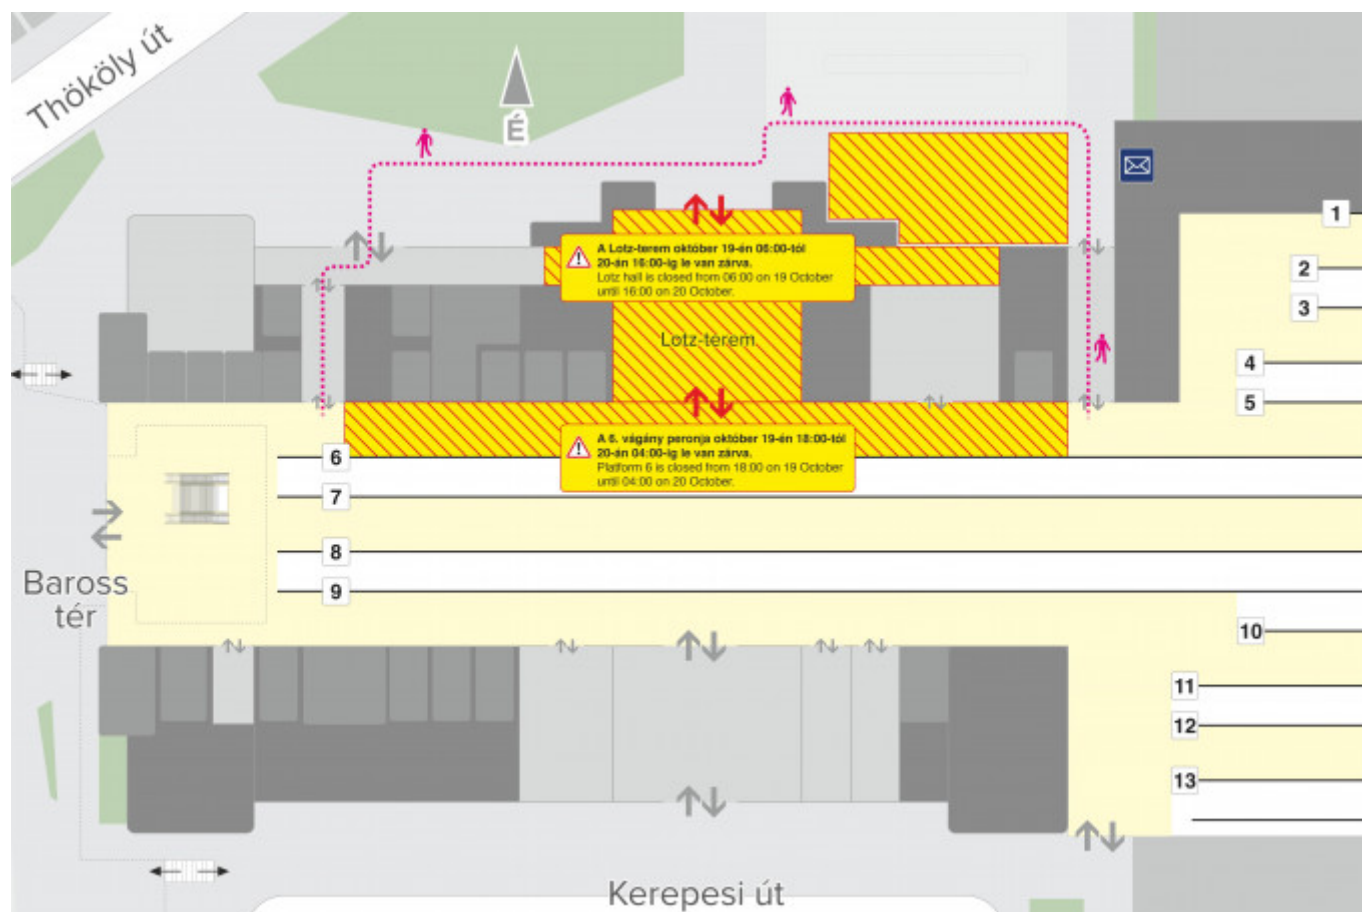 Thököly út
É
1
A Lotz-terem október 19-én 06:00-tól
20-án 16:00-ig le van zárva.
Lotz hall is closed from 06:00 on 19 October
until 16:00 on 20 October.
2
3
Lotz-terem
4
5
A 6. vágány peronja október 19-én 18:00-tól
20-án 04:00-ig le van zárva.
Platform 6 is closed from 18:00 on 19 October
until 04:00 on 20 October.
6
7
8
Baross
tér
9
10
11
12
13
Kerepesi út